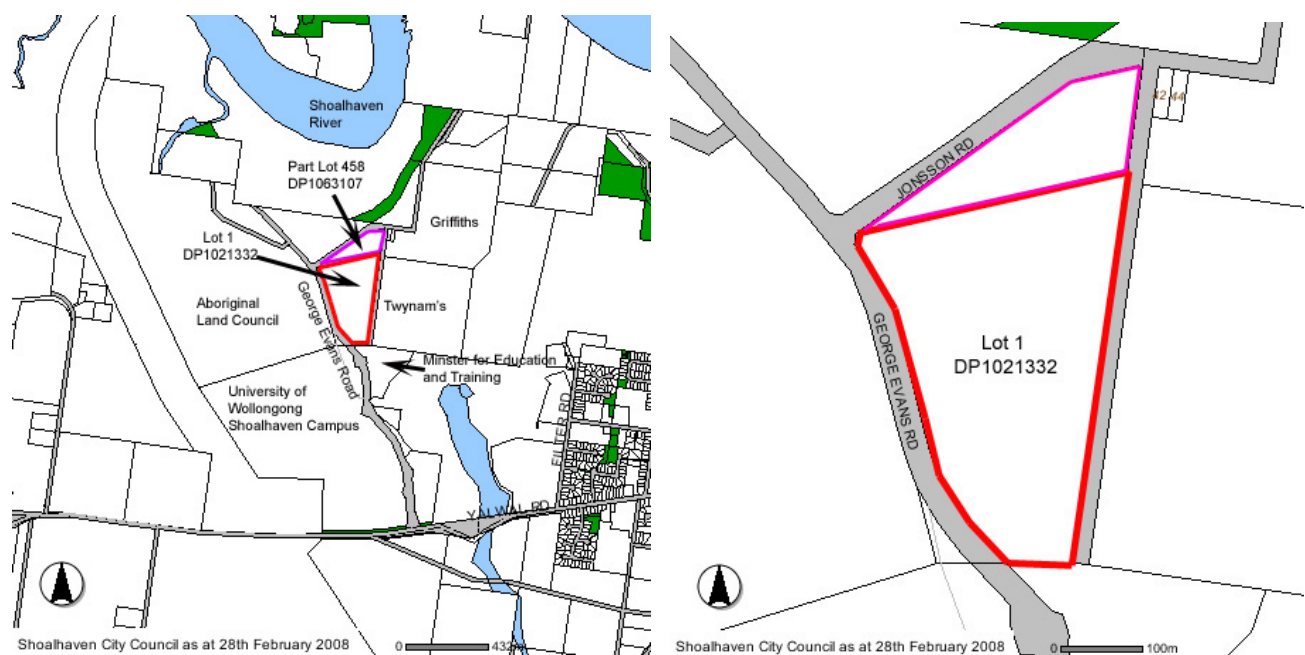 Shoalhaven
River
Part Lot 458
DP1063107
Griffiths
Lot 1
DP1021332
Aboriginal
Land Council
George Evans Road
Twynam's
Minster for Education
and Training
University of
Wollongong
Shoalhaven Campus
FILTER RD
YALWAL RD
Shoalhaven City Council as at 28th February 2008
0
432m
42 44
JONSSON RD
Lot 1
DP1021332
GEORGE EVANS RD
Shoalhaven City Council as at 28th February 2008
0
100m